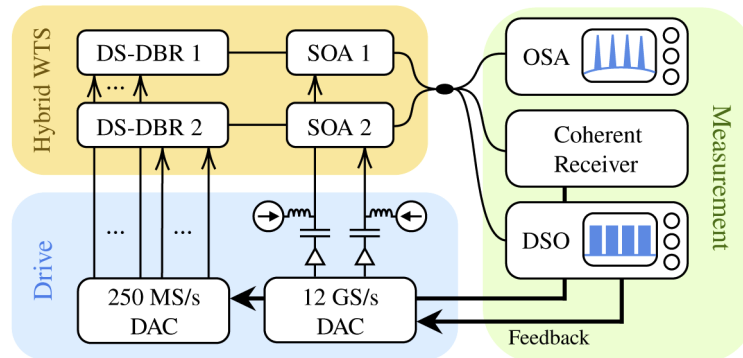 Hybrid WTS
DS-DBR 1
SOA 1
...
DS-DBR 2
SOA 2
OSA
Coherent
Receiver
DSO
Measurement
Drive
...
...
250 MS/s
DAC
12 GS/s
DAC
Feedback